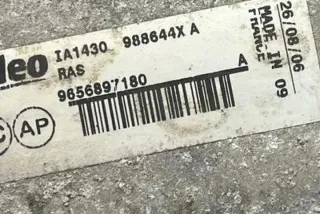 leo IA1430 988644X A
RAS
9656897180 A
C AP
26/08/06
MADE IN
FRANCE 09